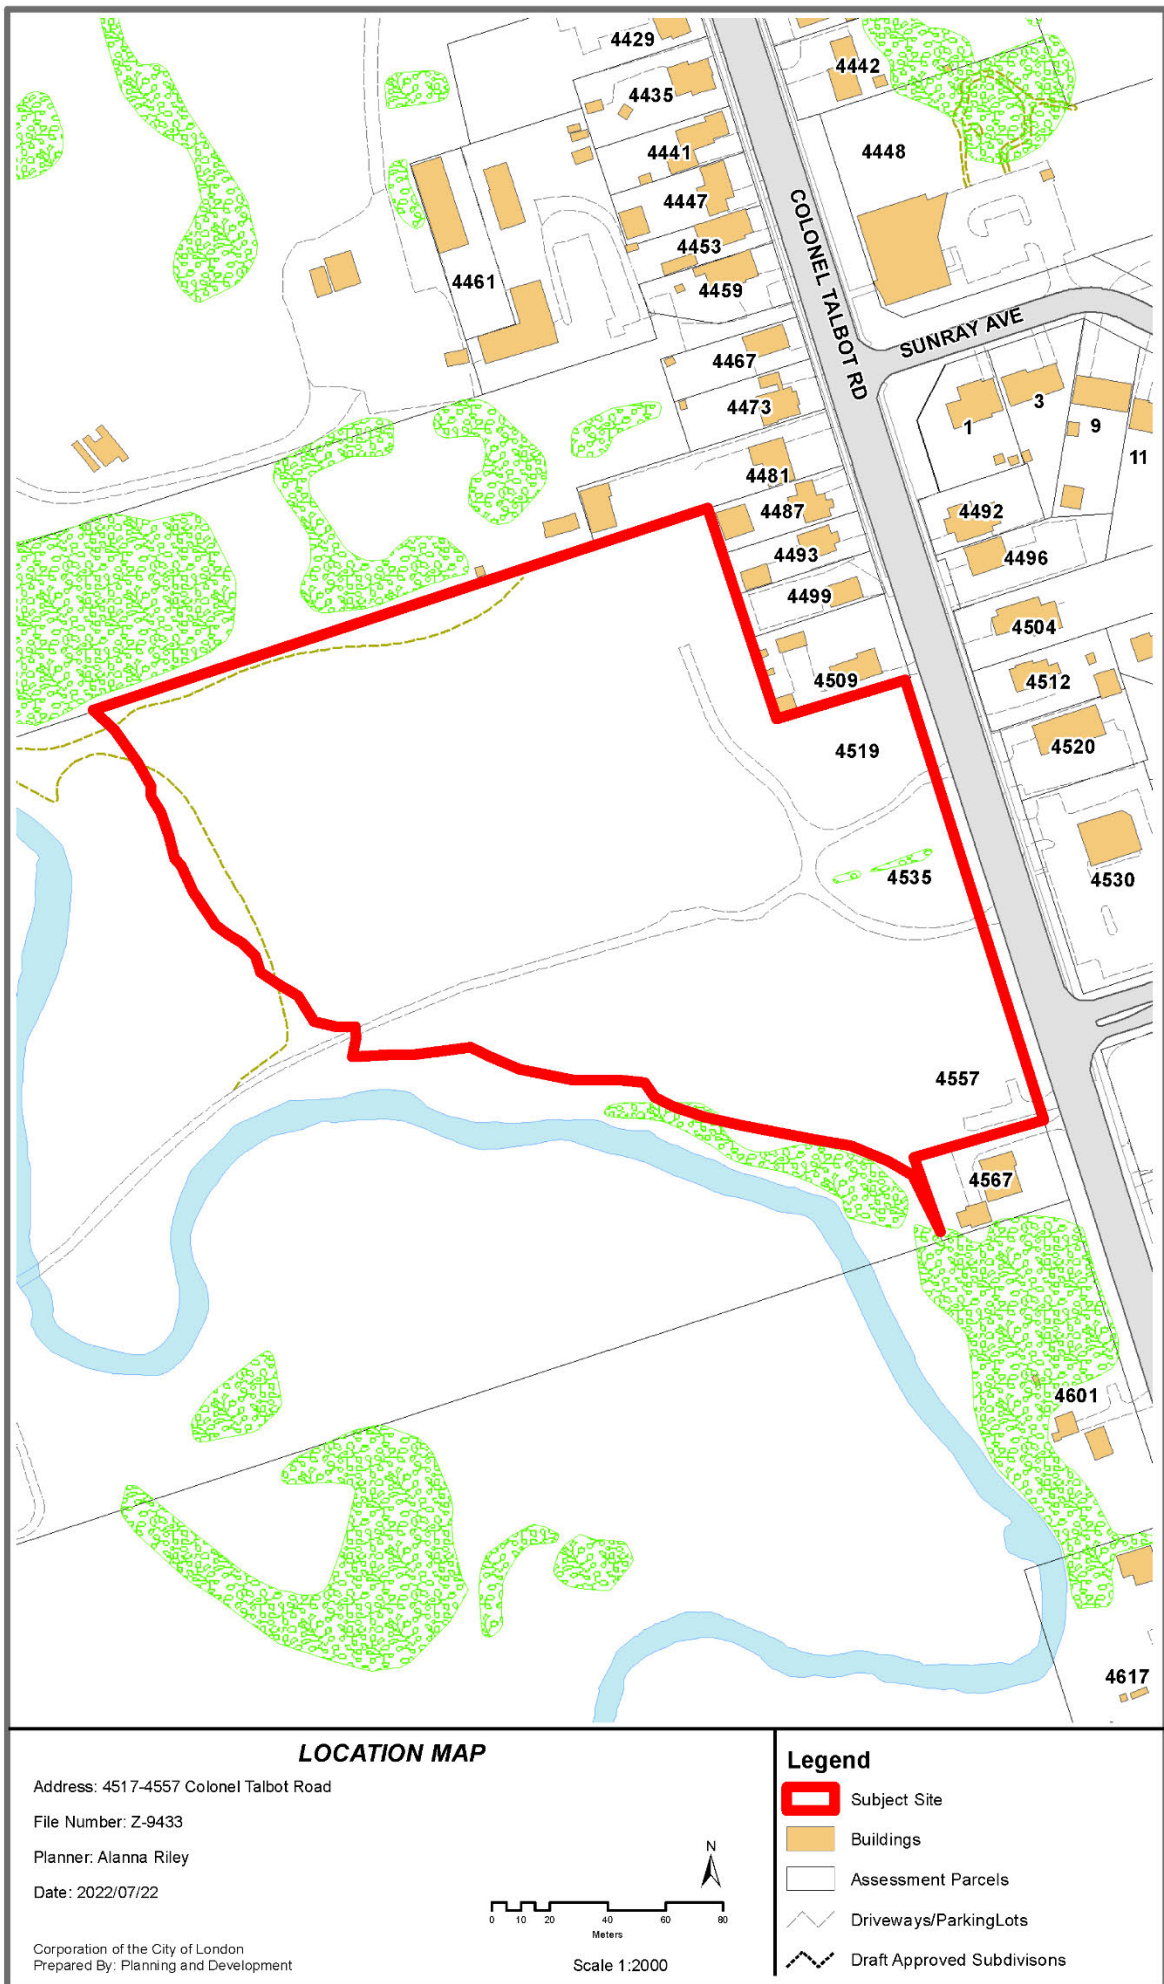 4429
4442
4435
4441
4448
4447
4453
4461
4459
COLONEL TALBOT RD
SUNRAY AVE
4467
4473
3
1
9
11
4481
4487
4492
4493
4496
4499
4504
4509
4512
4519
4520
4535
4530
4557
4567
4601
4617
LOCATION MAP
Address: 4517-4557 Colonel Talbot Road
File Number: Z-9433
Planner: Alanna Riley
Date: 2022/07/22
Corporation of the City of London
Prepared By: Planning and Development
N
0 10 20 40 60 80
Meters
Scale 1:2000
Legend
Subject Site
Buildings
Assessment Parcels
Driveways/ParkingLots
Draft Approved Subdivisons